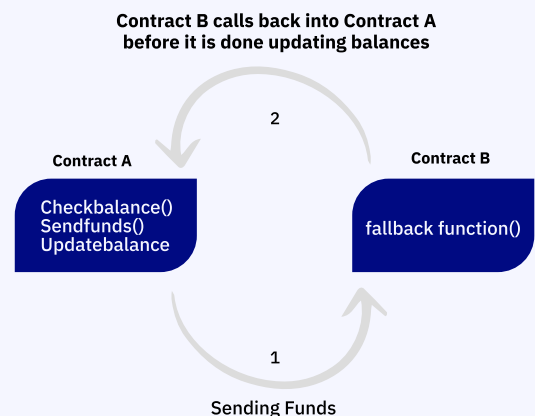 Contract B calls back into Contract A
before it is done updating balances
2
Contract A
Contract B
Checkbalance()
Sendfunds()
Updatebalance
fallback function()
1
Sending Funds